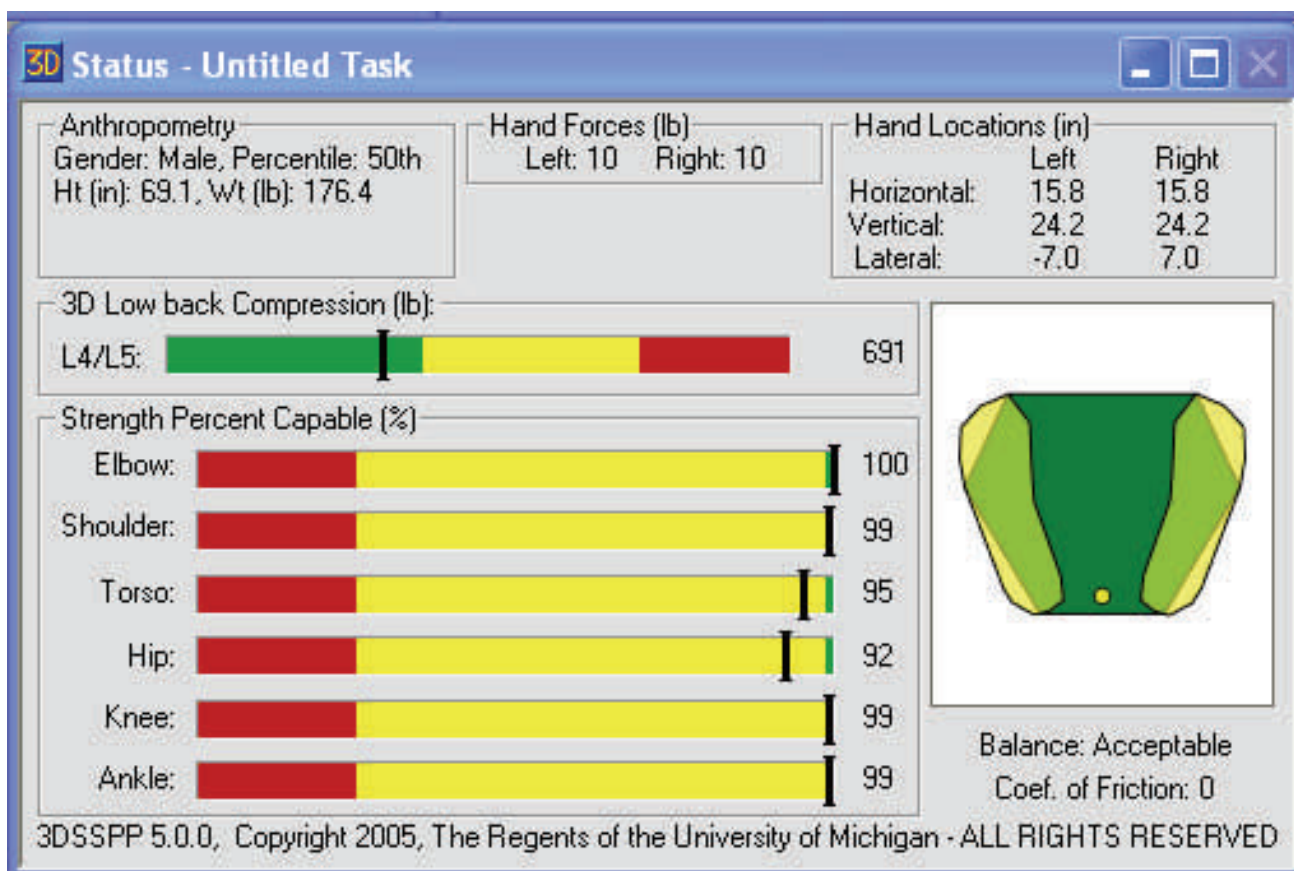 3D Status - Untitled Task
Anthropometry
Gender: Male, Percentile: 50th
Ht (in): 69.1, Wt (lb): 176.4
Hand Forces (lb)
Left: 10 Right: 10
Hand Locations (in)
Left Right
Horizontal: 15.8 15.8
Vertical: 24.2 24.2
Lateral: -7.0 7.0
3D Low back Compression (lb):
L4/L5: 691
Strength Percent Capable (%)
Elbow: 100
Shoulder: 99
Torso: 95
Hip: 92
Knee: 99
Ankle: 99
Balance: Acceptable
Coef. of Friction: 0
3DSSPP 5.0.0, Copyright 2005, The Regents of the University of Michigan - ALL RIGHTS RESERVED